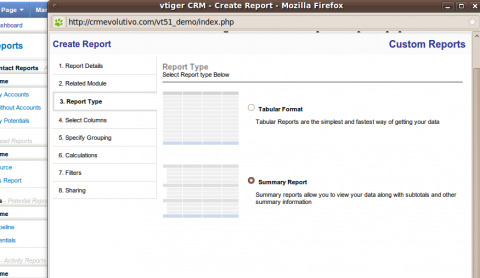 vtiger CRM - Create Report - Mozilla Firefox
http://crmevolutivo.com/vt51_demo/index.php
Page
Mar
ashboard
ports
ntact Reports
me
y Accounts
ithout Accounts
y Potentials
ead Reports
me
ource
s Report
- Potential Repor
me
peline
entials
- Activity Reports
me
Create Report
Custom Reports
1. Report Details
2. Related Module
3. Report Type
4. Select Columns
5. Specify Grouping
6. Calculations
7. Filters
8. Sharing
Report Type
Select Report type Below
Tabular Format
Tabular Reports are the simplest and fastest way of getting your data
Summary Report
Summary reports allow you to view your data along with subtotals and other
summary information